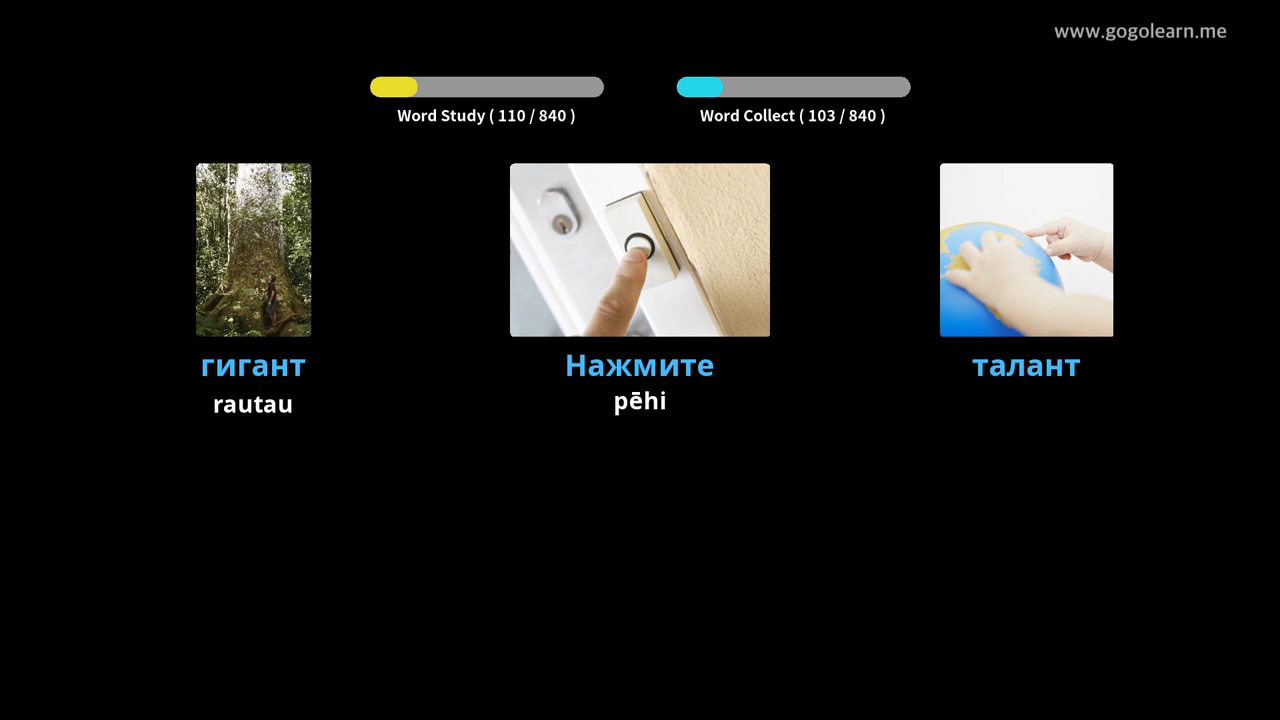 www.gogolearn.me
Word Study ( 110 / 840 )
Word Collect ( 103 / 840 )
гигант
Нажмите
талант
rautau
pēhi